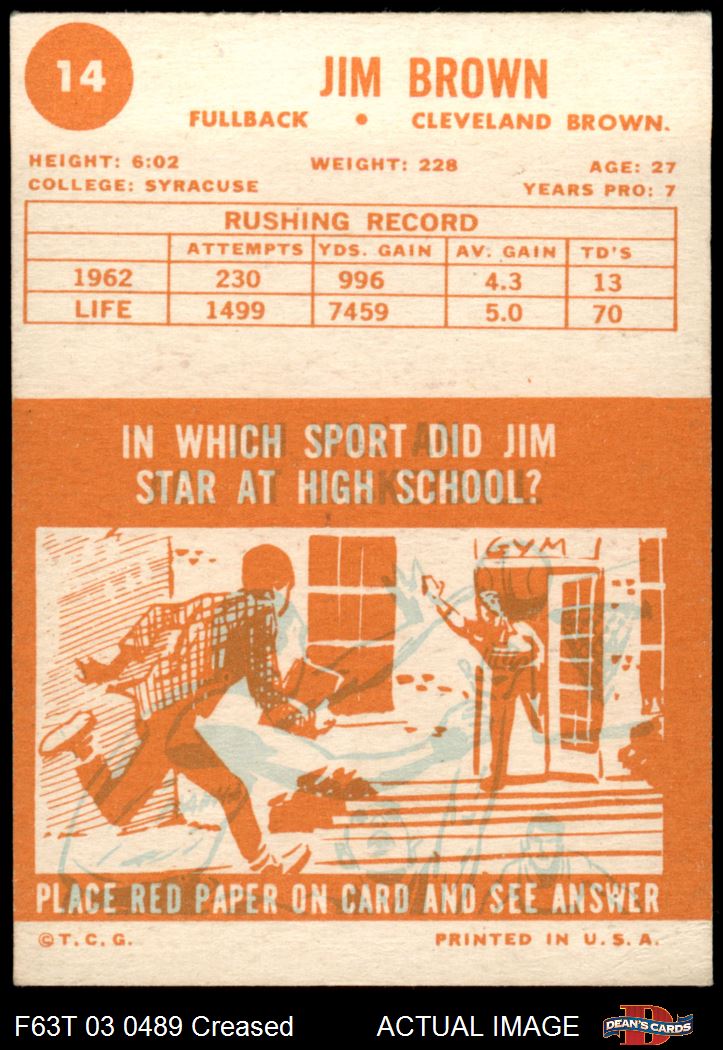 14
JIM BROWN
FULLBACK • CLEVELAND BROWN.
HEIGHT: 6:02 WEIGHT: 228 AGE: 27
COLLEGE: SYRACUSE YEARS PRO: 7
RUSHING RECORD
ATTEMPTS YDS. GAIN AV. GAIN TD'S
1962 230 996 4.3 13
LIFE 1499 7459 5.0 70
IN WHICH SPORT DID JIM
STAR AT HIGH SCHOOL?
GYM
PLACE RED PAPER ON CARD AND SEE ANSWER
©T.C.G. PRINTED IN U.S.A.
F63T 03 0489 Creased ACTUAL IMAGE
DEAN'S CARDS